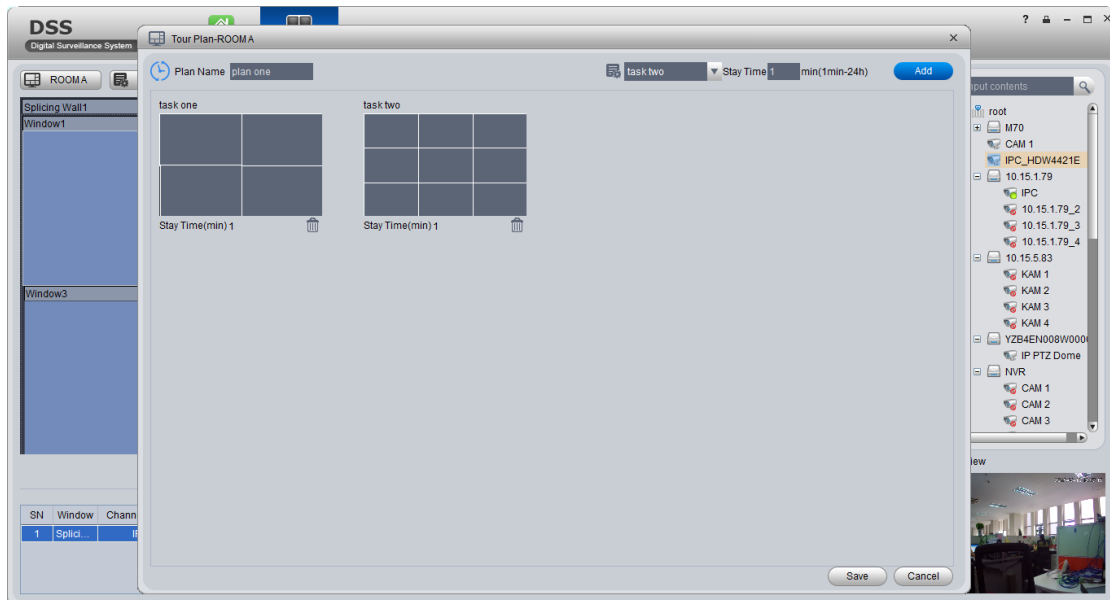 DSS
Digital Surveillance System
? 
Tour Plan-ROOMA
ROOMA
Plan Name plan one
task two
Stay Time 1 min(1min-24h)
Add
nput contents
Splicing Wall1
Window1
task one
task two
Stay Time(min) 1
Stay Time(min) 1
Window3
root
M70
CAM 1
IPC_HDW4421E
10.15.1.79
IPC
10.15.1.79_2
10.15.1.79_3
10.15.1.79_4
10.15.5.83
KAM 1
KAM 2
KAM 3
KAM 4
YZB4EN008W000
IP PTZ Dome
NVR
CAM 1
CAM 2
CAM 3
iew
SN Window Chann
1 Splici... IF
Save Cancel